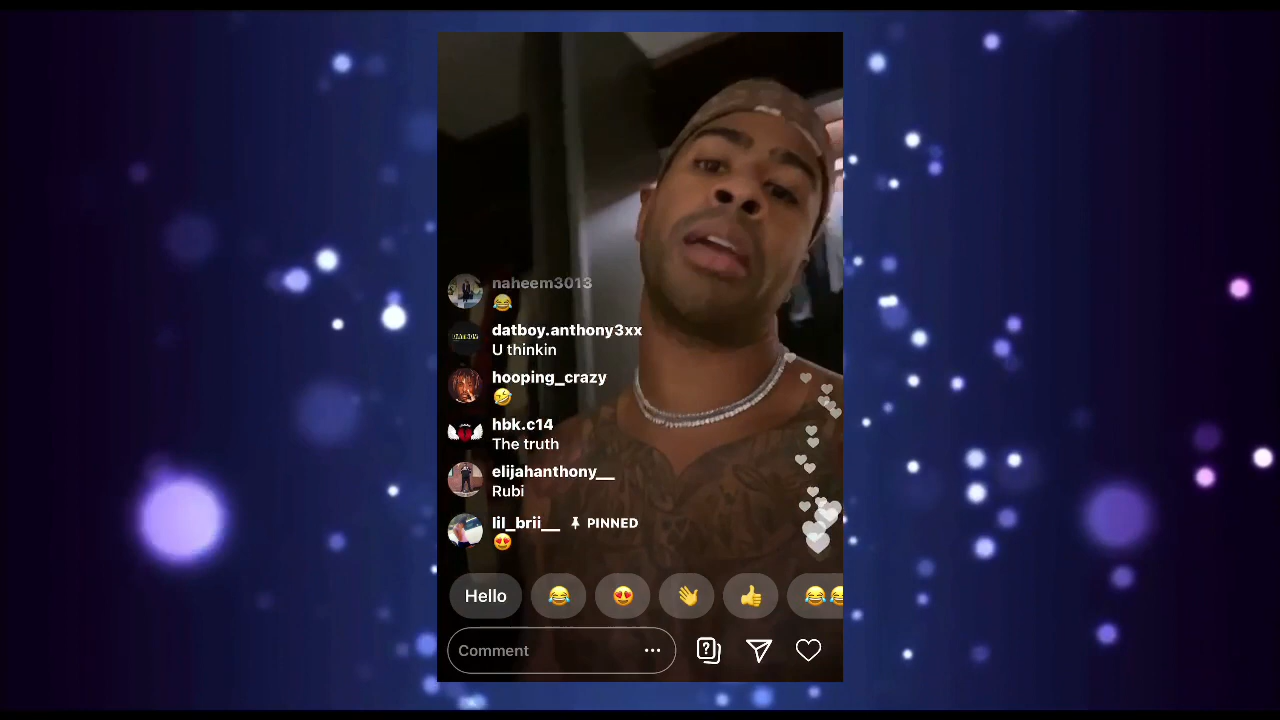 naheem3013
😂
datboy.anthony3xx
U thinkin
hooping_crazy
🤣
hbk.c14
The truth
elijahanthony__
Rubi
lil_brii__ PINNED
😍
Hello 😂 😍 👋 👍 😂😂
Comment